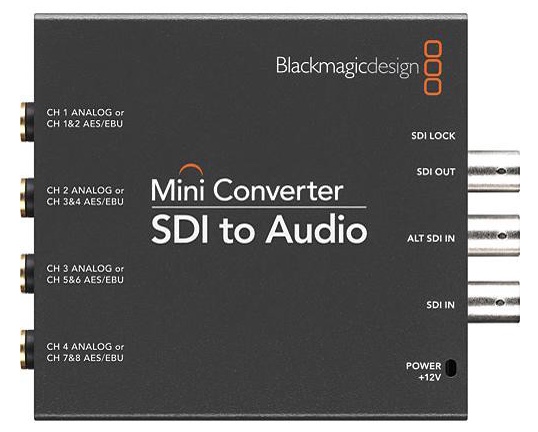 Blackmagicdesign
CH 1 ANALOG or
CH 1&2 AES/EBU
SDI LOCK
SDI OUT
CH 2 ANALOG or
CH 3&4 AES/EBU
Mini Converter
SDI to Audio
ALT SDI IN
CH 3 ANALOG or
CH 5&6 AES/EBU
SDI IN
CH 4 ANALOG or
CH 7&8 AES/EBU
POWER
+12V